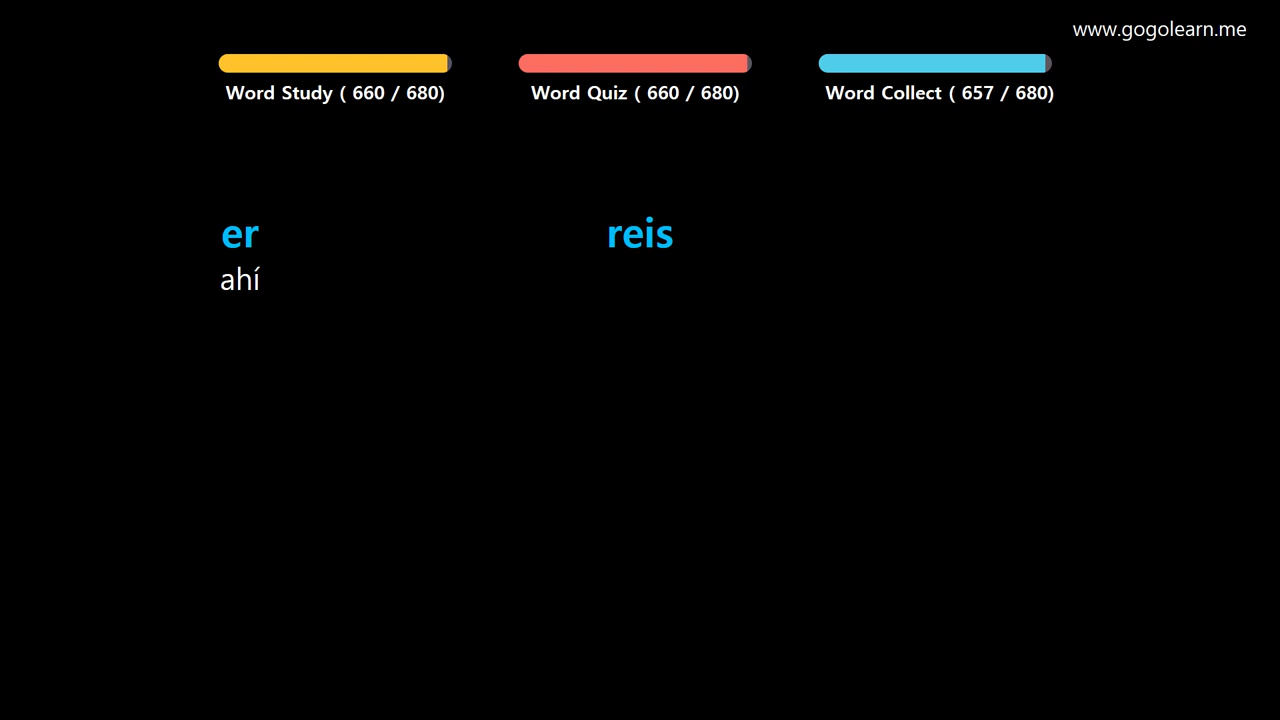 www.gogolearn.me
Word Study ( 660 / 680)
Word Quiz ( 660 / 680)
Word Collect ( 657 / 680)
er
reis
ahí